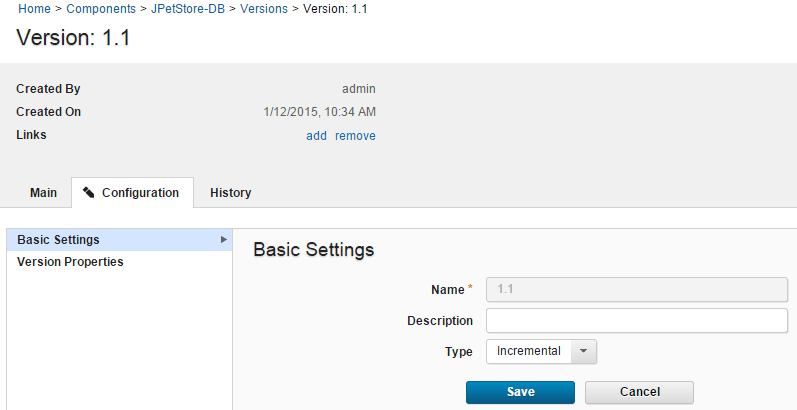 Home > Components > JPetStore-DB > Versions > Version: 1.1
Version: 1.1
Created By admin
Created On 1/12/2015, 10:34 AM
Links add remove
Main Configuration History
Basic Settings
Version Properties
Basic Settings
Name * 1.1
Description
Type Incremental
Save Cancel